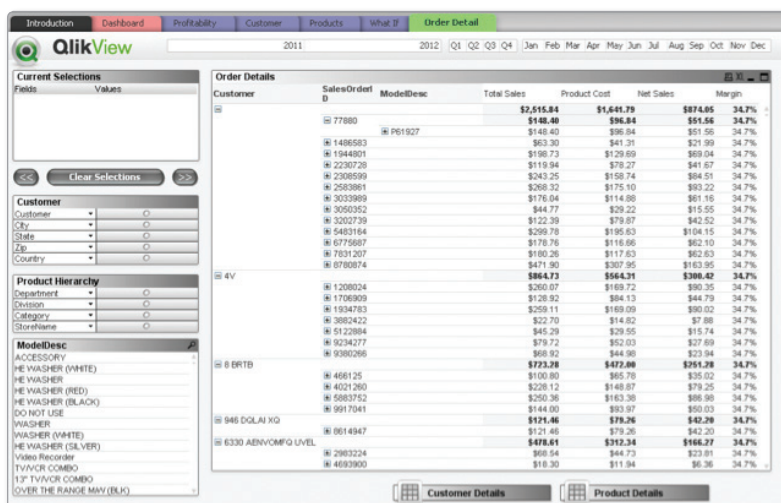 Introduction Dashboard Profitability Customer Products What If Order Detail
QlikView 2011 2012 Q1 Q2 Q3 Q4 Jan Feb Mar Apr May Jun Jul Aug Sep Oct Nov Dec
Current Selections
Fields Values
<< Clear Selections >>
Customer
Customer
City
State
Zip
Country
Product Hierarchy
Department
Division
Category
StoreName
ModelDesc
ACCESSORY
HE WASHER (WHITE)
HE WASHER
HE WASHER (RED)
HE WASHER (BLACK)
DO NOT USE
WASHER
WASHER (WHITE)
HE WASHER (SILVER)
Video Recorder
TV/VCR COMBO
13" TV/VCR COMBO
OVER THE RANGE MW (BLK)
Order Details
Customer SalesOrderI
D ModelDesc Total Sales Product Cost Net Sales Margin
$2,515.84 $1,641.79 $874.05 34.7%
77880 $148.40 $96.84 $51.56 34.7%
P61927 $148.40 $96.84 $51.56 34.7%
1486583 $63.30 $41.31 $21.99 34.7%
1944801 $198.73 $129.69 $69.04 34.7%
2230728 $119.94 $78.27 $41.67 34.7%
2308599 $243.25 $158.74 $84.51 34.7%
2583861 $268.32 $175.10 $93.22 34.7%
3033989 $176.04 $114.88 $61.16 34.7%
3050352 $44.77 $29.22 $15.55 34.7%
3202739 $122.39 $79.87 $42.52 34.7%
5483164 $299.78 $195.63 $104.15 34.7%
6775687 $178.76 $116.66 $62.10 34.7%
7831207 $180.26 $117.63 $62.63 34.7%
8780874 $471.90 $307.95 $163.95 34.7%
4V $864.73 $564.31 $300.42 34.7%
1208024 $260.07 $169.72 $90.35 34.7%
1706909 $128.92 $84.13 $44.79 34.7%
1934783 $259.11 $169.09 $90.02 34.7%
3882422 $22.70 $14.82 $7.88 34.7%
5122884 $45.29 $29.55 $15.74 34.7%
9234277 $79.72 $52.03 $27.69 34.7%
9380266 $68.92 $44.98 $23.94 34.7%
8 BRTB $723.28 $472.00 $251.28 34.7%
466125 $100.80 $65.78 $35.02 34.7%
4021260 $228.12 $148.87 $79.25 34.7%
5883752 $250.36 $163.38 $86.98 34.7%
9917041 $144.00 $93.97 $50.03 34.7%
946 DGLAI XQ $121.46 $79.26 $42.20 34.7%
8614947 $121.46 $79.26 $42.20 34.7%
6330 AENVOMFG UVEL $478.61 $312.34 $166.27 34.7%
2983224 $68.54 $44.73 $23.81 34.7%
4693900 $18.30 $11.94 $6.36 34.7%
Customer Details Product Details